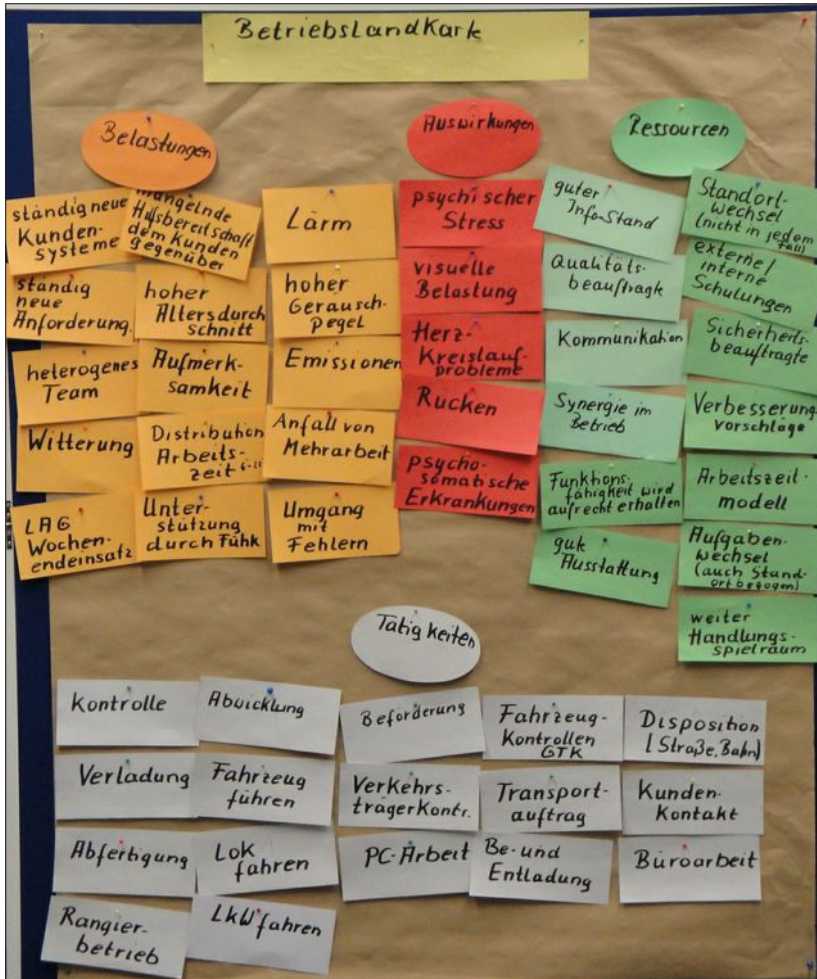 Betriebslandkarte
Belastungen
ständig neue
Kunden-
systeme
mangelnde
Hilfsbereitschaft
dem Kunden
gegenüber
Lärm
ständig
neue
Anforderung.
hoher
Altersdurch
schnitt
hoher
Geräusch-
pegel
heterogenes
Team
Aufmerk-
samkeit
Emissionen
Witterung
Distribution
Arbeits-
zeit
Anfall von
Mehrarbeit
LAG
Wochen-
endeinsatz
Unter-
stützung
durch Fühk
Umgang
mit
Fehlern
Auswirkungen
psychischer
Stress
visuelle
Belastung
Herz-
Kreislauf-
probleme
Rücken
psycho-
somatische
Erkrankungen
Ressourcen
guter
Info-Stand
Standort-
wechsel
(nicht in jedem
Fall)
Qualitäts-
beauftragte
externe/
interne
Schulungen
Kommunikation
Sicherheits-
beauftragte
Synergie im
Betrieb
Verbesserung
vorschläge
Funktions-
fähigkeit wird
aufrecht erhalten
Arbeitszeit-
modell
gute
Ausstattung
Aufgaben-
wechsel
(auch Stand-
ort bezogen)
weiter
Handlungs-
spielraum
Tätigkeiten
Kontrolle
Abwicklung
Beförderung
Fahrzeug-
Kontrollen
GTK
Disposition
(Straße, Bahn)
Verladung
Fahrzeug
führen
Verkehrs-
trägerkontr.
Transport-
auftrag
Kunden-
Kontakt
Abfertigung
Lok
fahren
PC-Arbeit
Be- und
Entladung
Büroarbeit
Rangier-
betrieb
LKW fahren